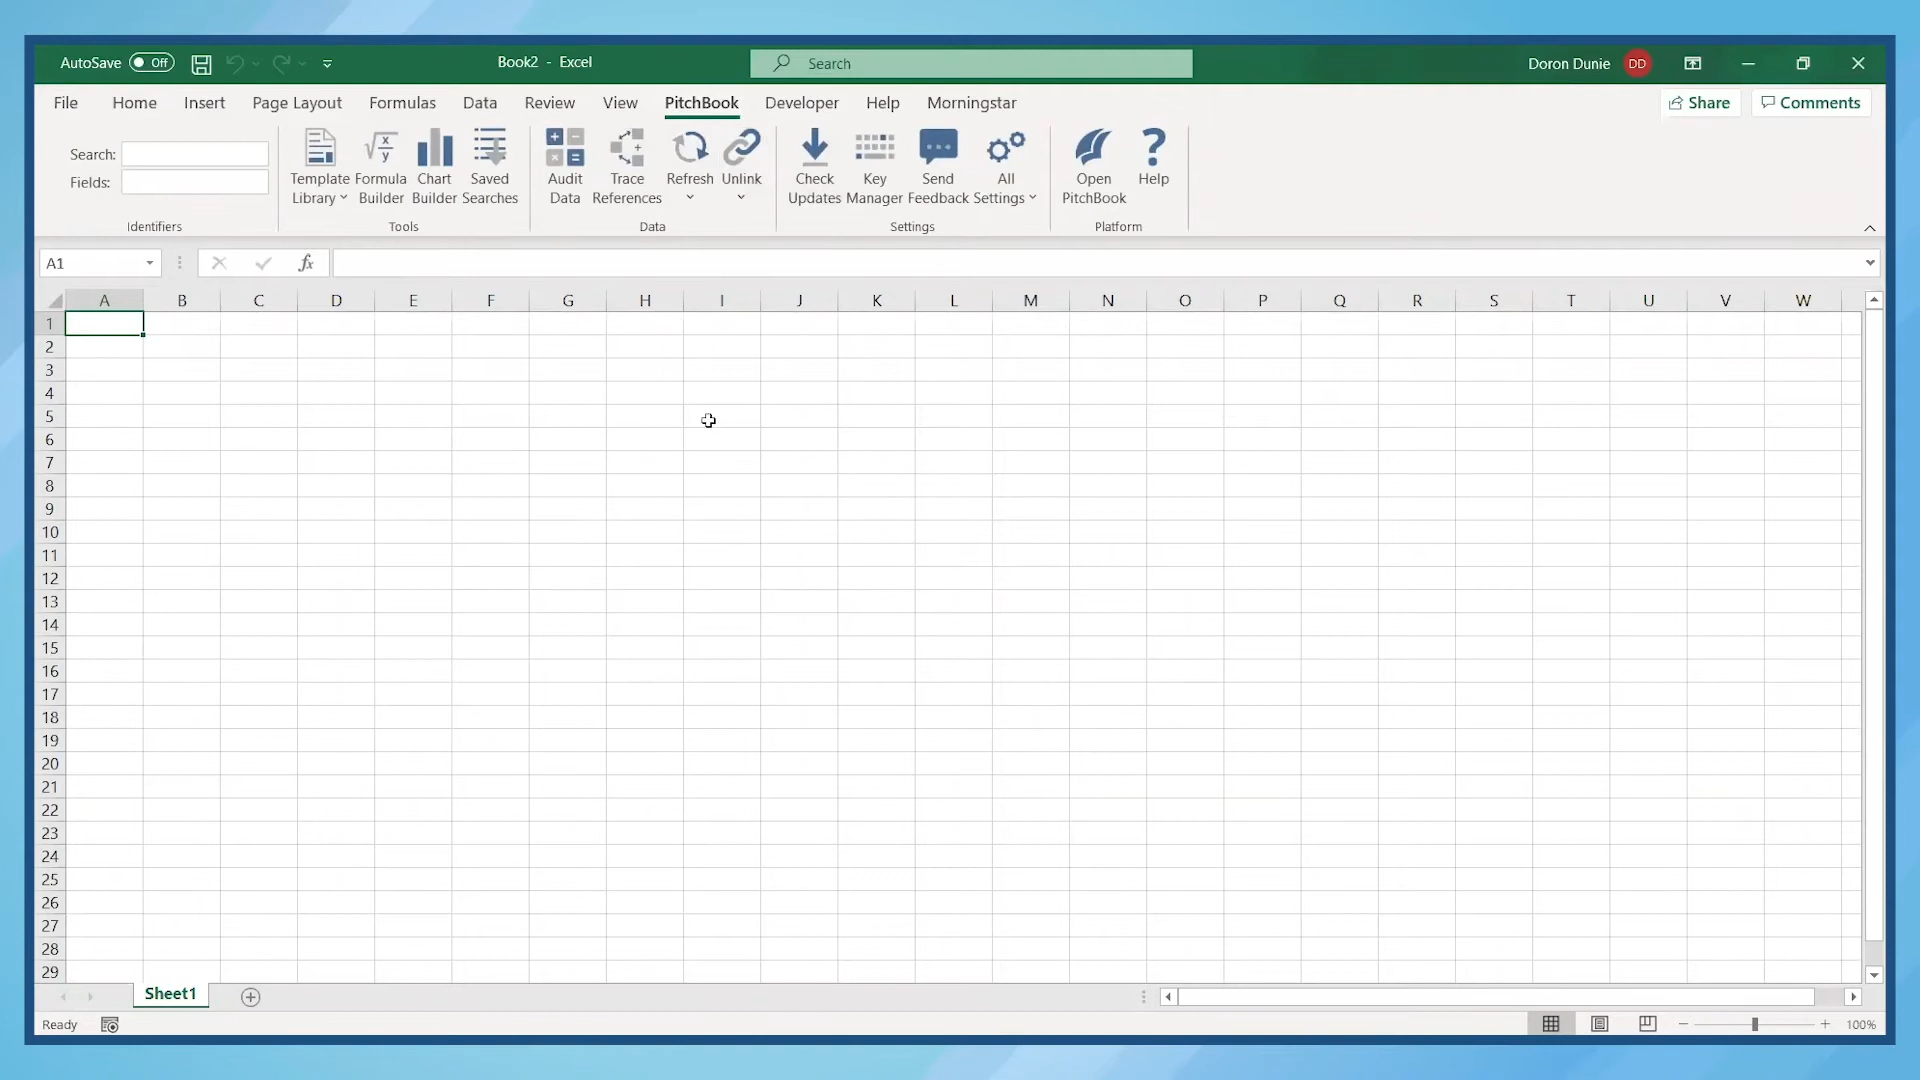 AutoSave Off Book2 - Excel Search Doron Dunie DD
File Home Insert Page Layout Formulas Data Review View PitchBook Developer Help Morningstar Share Comments
Search:
Fields:
Identifiers
Template Library
Formula Builder
Chart Builder
Saved Searches
Tools
Audit Data
Trace References
Refresh
Unlink
Data
Check Updates
Key Manager
Send Feedback
All Settings
Settings
Open PitchBook
Help
Platform
A1 fx
A B C D E F G H I J K L M N O P Q R S T U V W
1
2
3
4
5
6
7
8
9
10
11
12
13
14
15
16
17
18
19
20
21
22
23
24
25
26
27
28
29
Sheet1
Ready 100%